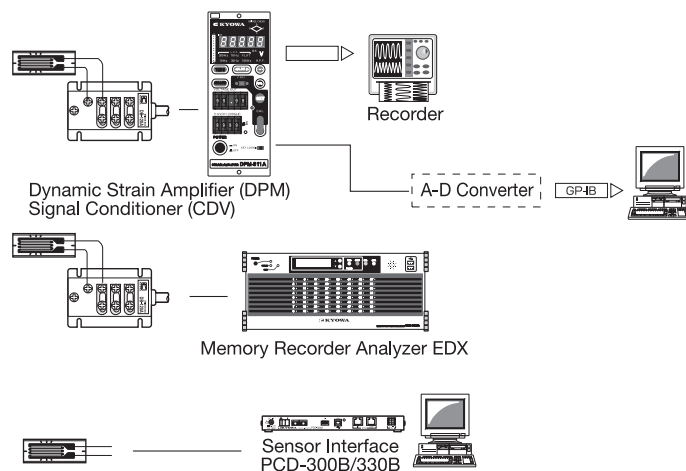 KYOWA
POWER
DPM-911A
Recorder
Dynamic Strain Amplifier (DPM)
Signal Conditioner (CDV)
A-D Converter
GP-IB
KYOWA
Memory Recorder Analyzer EDX
Sensor Interface
PCD-300B/330B